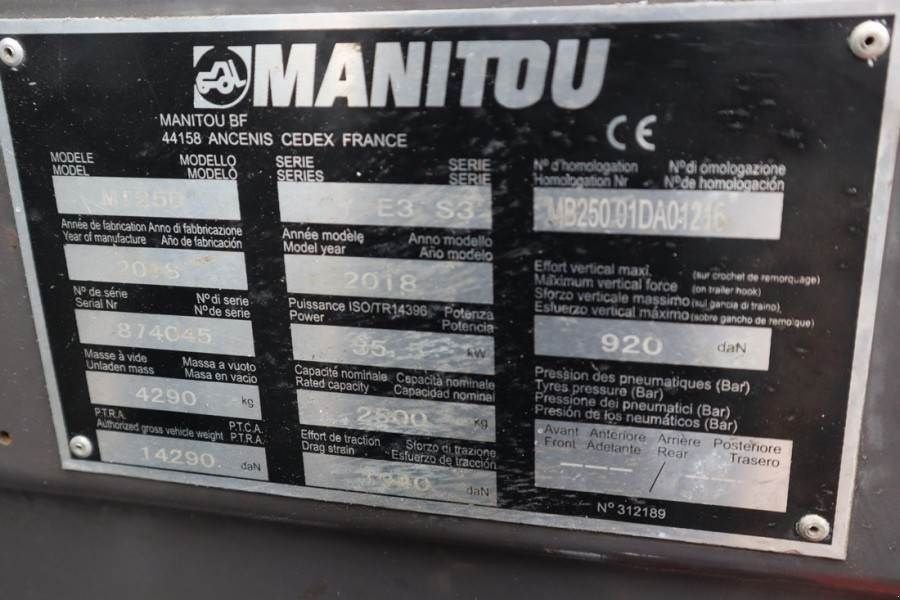 MANITOU
MANITOU BF
44158 ANCENIS CEDEX FRANCE
CE
MODELE MODELLO
MODEL MODELO
Année de fabrication Anno di fabbricazione
Year of manufacture Año de fabricación
N° de série N° di serie
Serial Nr N° de serie
874045
Masse à vide Massa a vuoto
Unladen mass Masa en vacio
4290 kg
P.T.R.A. P.T.C.A.
Authorized gross vehicle weight P.T.R.A.
14290. daN
SERIE SERIE
SERIES SERIE
E3 S3
Année modèle Anno modello
Model year Año modelo
2018
Puissance ISO/TR14396 Potenza
Power Potencia
kW
Capacité nominale Capacità nominale
Rated capacity Capacidad nominal
kg
Effort de traction Sforzo di trazione
Drag strain Esfuerzo de tracción
daN
N° d'homologation N° di omologazione
Homologation Nr N° de homologación
Effort vertical maxi. (sur crochet de remorquage)
Maximum vertical force (on trailer hook)
Sforzo verticale massimo (sul gancio di traino)
Esfuerzo vertical máximo (sobre gancho de remolque)
920 daN
Pression des pneumatiques (Bar)
Tyres pressure (Bar)
Pressione dei pneumatici (Bar)
Presión de los neumáticos (Bar)
Avant Anteriore Arrière Posteriore
Front Adelante Rear Trasero
---- / ----
N° 312189